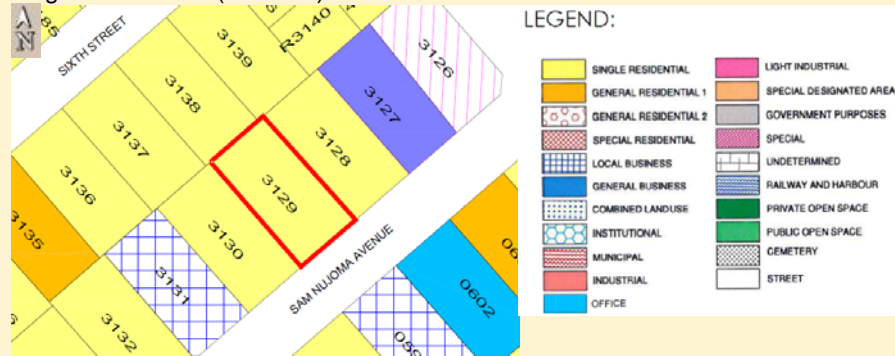 N
3185
SIXTH STREET
3139
R3140
3126
3138
3127
3137
3128
3136
3129
3135
3130
SAM NUJOMA AVENUE
3131
0602
3132
LEGEND:
SINGLE RESIDENTIAL
GENERAL RESIDENTIAL 1
GENERAL RESIDENTIAL 2
SPECIAL RESIDENTIAL
LOCAL BUSINESS
GENERAL BUSINESS
COMBINED LANDUSE
INSTITUTIONAL
MUNICIPAL
INDUSTRIAL
OFFICE
LIGHT INDUSTRIAL
SPECIAL DESIGNATED AREA
GOVERNMENT PURPOSES
SPECIAL
UNDETERMINED
RAILWAY AND HARBOUR
PRIVATE OPEN SPACE
PUBLIC OPEN SPACE
CEMETERY
STREET